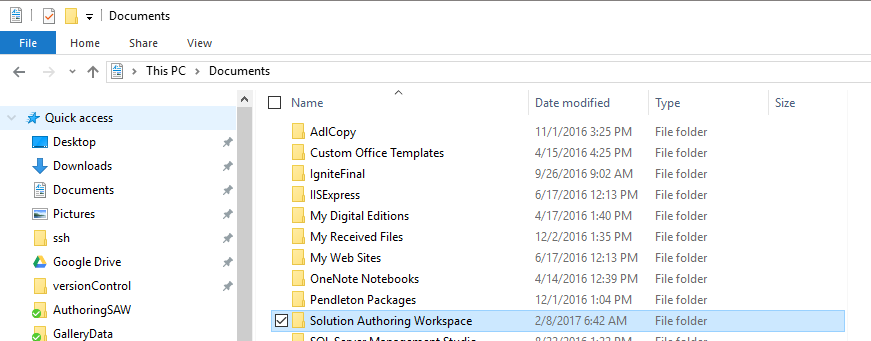 Documents
File Home Share View
This PC Documents
Name Date modified Type Size
Quick access
Desktop
Downloads
Documents
Pictures
ssh
Google Drive
versionControl
AuthoringSAW
GalleryData
AdlCopy 11/1/2016 3:25 PM File folder
Custom Office Templates 4/15/2016 4:25 PM File folder
IgniteFinal 9/26/2016 9:02 AM File folder
IISExpress 6/17/2016 12:13 PM File folder
My Digital Editions 4/17/2016 1:40 PM File folder
My Received Files 12/2/2016 1:35 PM File folder
My Web Sites 6/17/2016 12:13 PM File folder
OneNote Notebooks 4/14/2016 12:39 PM File folder
Pendleton Packages 12/1/2016 1:04 PM File folder
Solution Authoring Workspace 2/8/2017 6:42 AM File folder
SQL Server Management Studio File folder